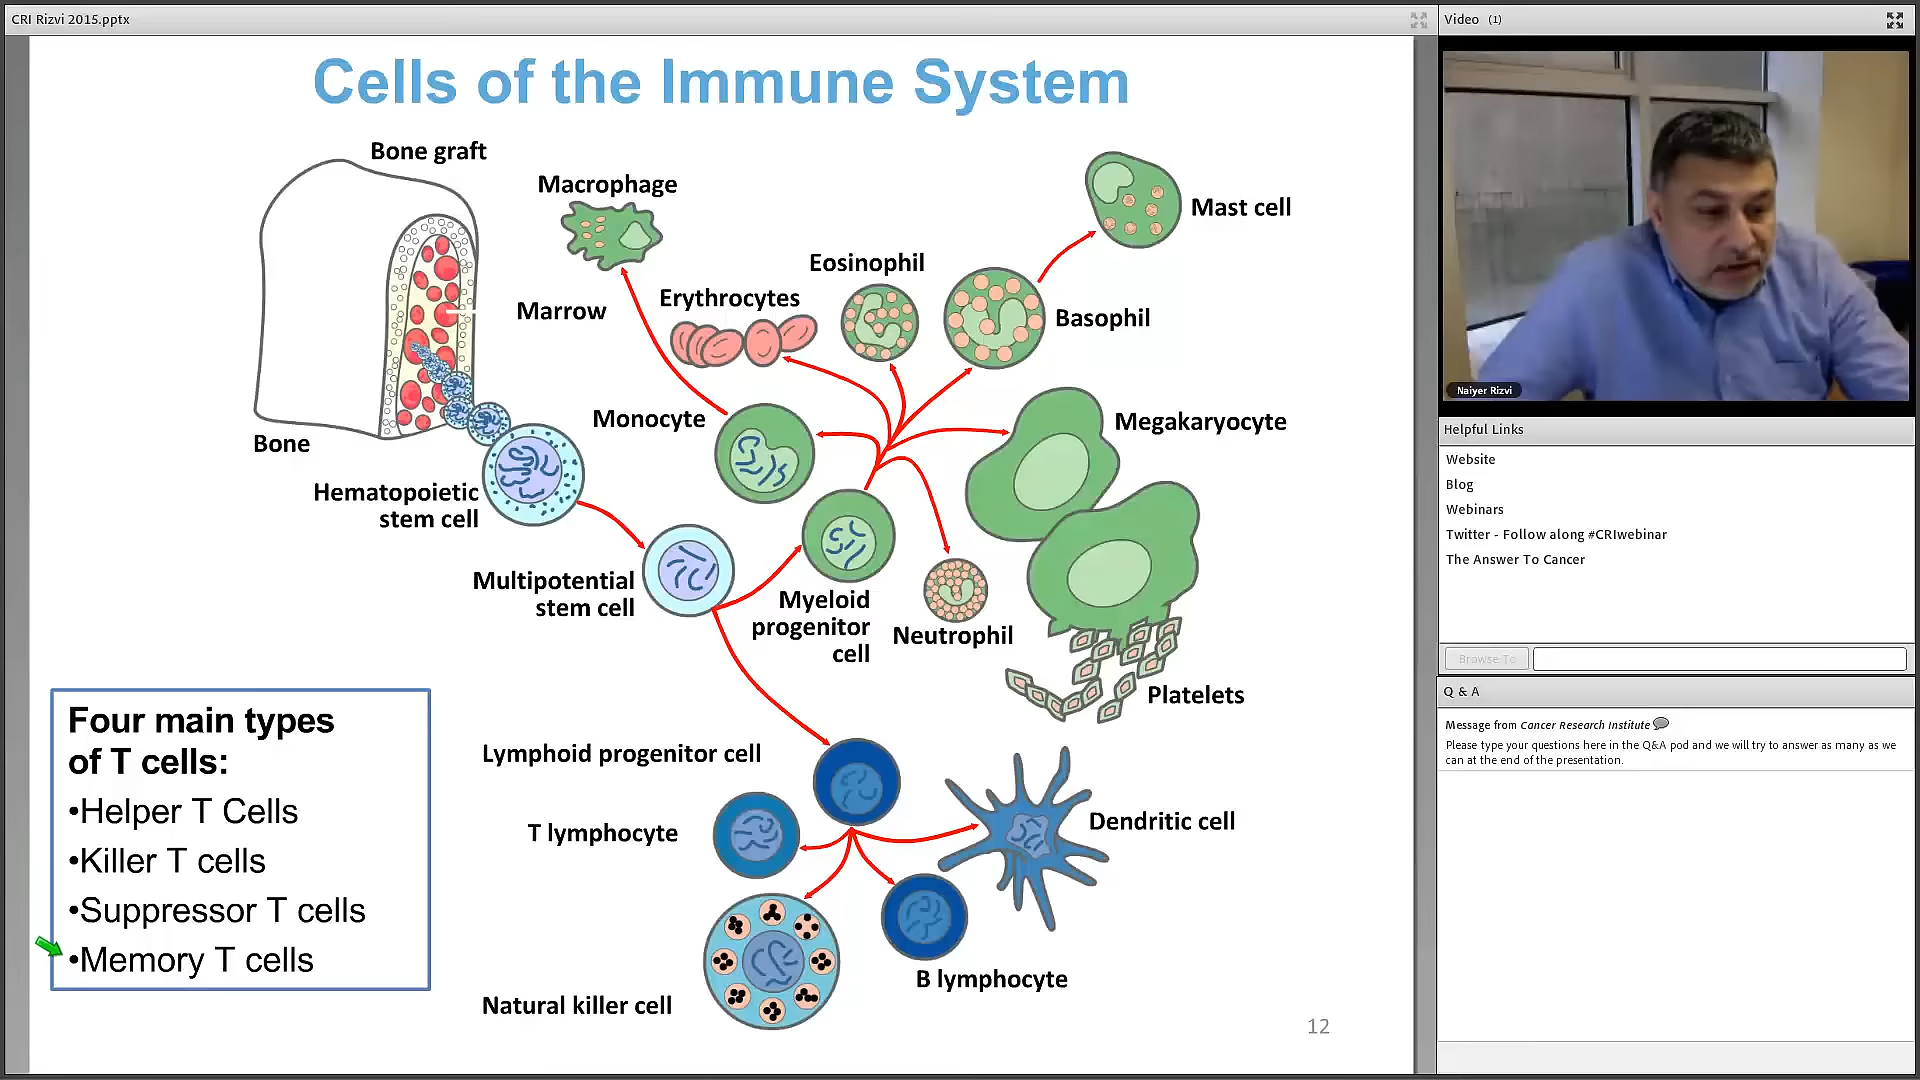 CRI Rizvi 2015.pptx
Cells of the Immune System
Bone graft
Macrophage
Mast cell
Eosinophil
Erythrocytes
Marrow
Basophil
Monocyte
Megakaryocyte
Bone
Hematopoietic
stem cell
Multipotential
stem cell
Myeloid
progenitor
cell
Neutrophil
Platelets
Four main types
of T cells:
•Helper T Cells
•Killer T cells
•Suppressor T cells
•Memory T cells
Lymphoid progenitor cell
T lymphocyte
Dendritic cell
B lymphocyte
Natural killer cell
12
Video (1)
Naiyer Rizvi
Helpful Links
Website
Blog
Webinars
Twitter - Follow along #CRIwebinar
The Answer To Cancer
Browse To
Q & A
Message from Cancer Research Institute
Please type your questions here in the Q&A pod and we will try to answer as many as we
can at the end of the presentation.